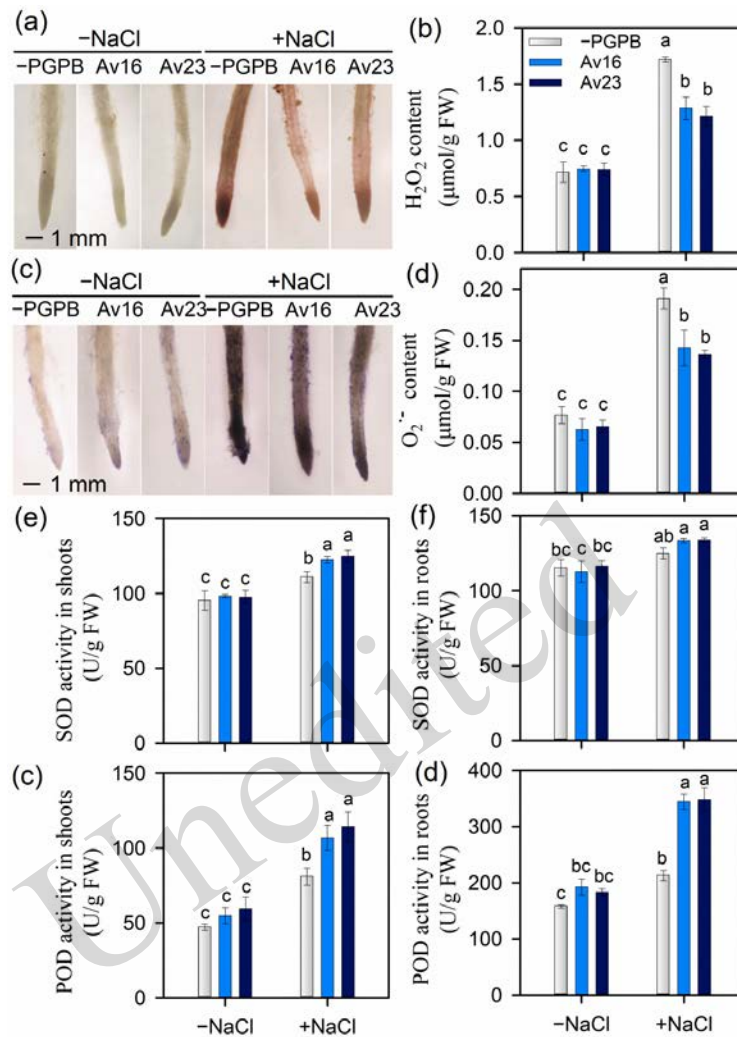 (a)
−NaCl +NaCl
−PGPB Av16 Av23 −PGPB Av16 Av23
1 mm
(b)
H₂O₂ content
(μmol/g FW)
2.0
1.5
1.0
0.5
0.0
−PGPB
Av16
Av23
c c c a b b
(c)
−NaCl +NaCl
−PGPB Av16 Av23 −PGPB Av16 Av23
1 mm
(d)
O₂˙⁻ content
(μmol/g FW)
0.20
0.15
0.10
0.05
0.00
c c c a b b
(e)
SOD activity in shoots
(U/g FW)
150
100
50
0
c c c b a a
(f)
SOD activity in roots
(U/g FW)
150
100
50
0
bc c bc ab a a
(c)
POD activity in shoots
(U/g FW)
150
100
50
0
c c c b a a
−NaCl +NaCl
(d)
POD activity in roots
(U/g FW)
400
300
200
100
0
c bc bc b a a
−NaCl +NaCl
Unedited